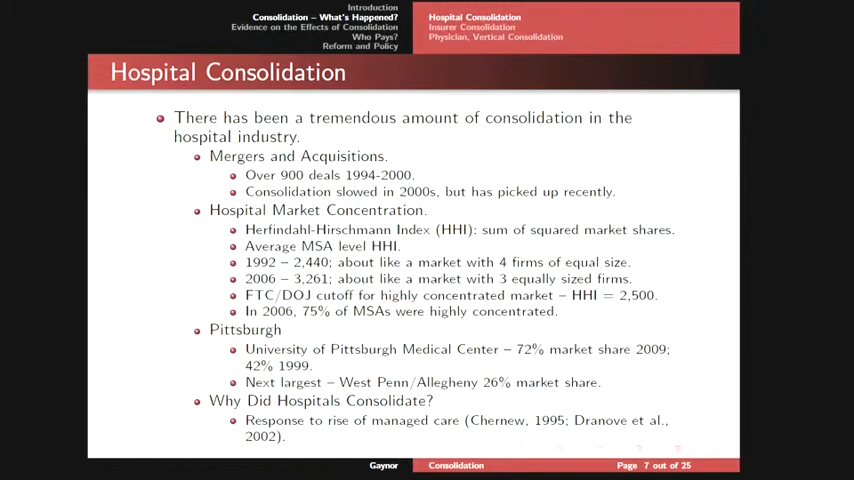 Introduction
Consolidation – What's Happened?
Evidence on the Effects of Consolidation
Who Pays?
Reform and Policy
Hospital Consolidation
Insurer Consolidation
Physician, Vertical Consolidation
Hospital Consolidation
There has been a tremendous amount of consolidation in the
hospital industry.
Mergers and Acquisitions.
Over 900 deals 1994-2000.
Consolidation slowed in 2000s, but has picked up recently.
Hospital Market Concentration.
Herfindahl-Hirschmann Index (HHI): sum of squared market shares.
Average MSA level HHI.
1992 – 2,440; about like a market with 4 firms of equal size.
2006 – 3,261; about like a market with 3 equally sized firms.
FTC/DOJ cutoff for highly concentrated market – HHI = 2,500.
In 2006, 75% of MSAs were highly concentrated.
Pittsburgh
University of Pittsburgh Medical Center – 72% market share 2009;
42% 1999.
Next largest – West Penn/Allegheny 26% market share.
Why Did Hospitals Consolidate?
Response to rise of managed care (Chernew, 1995; Dranove et al.,
2002).
Gaynor
Consolidation
Page 7 out of 25